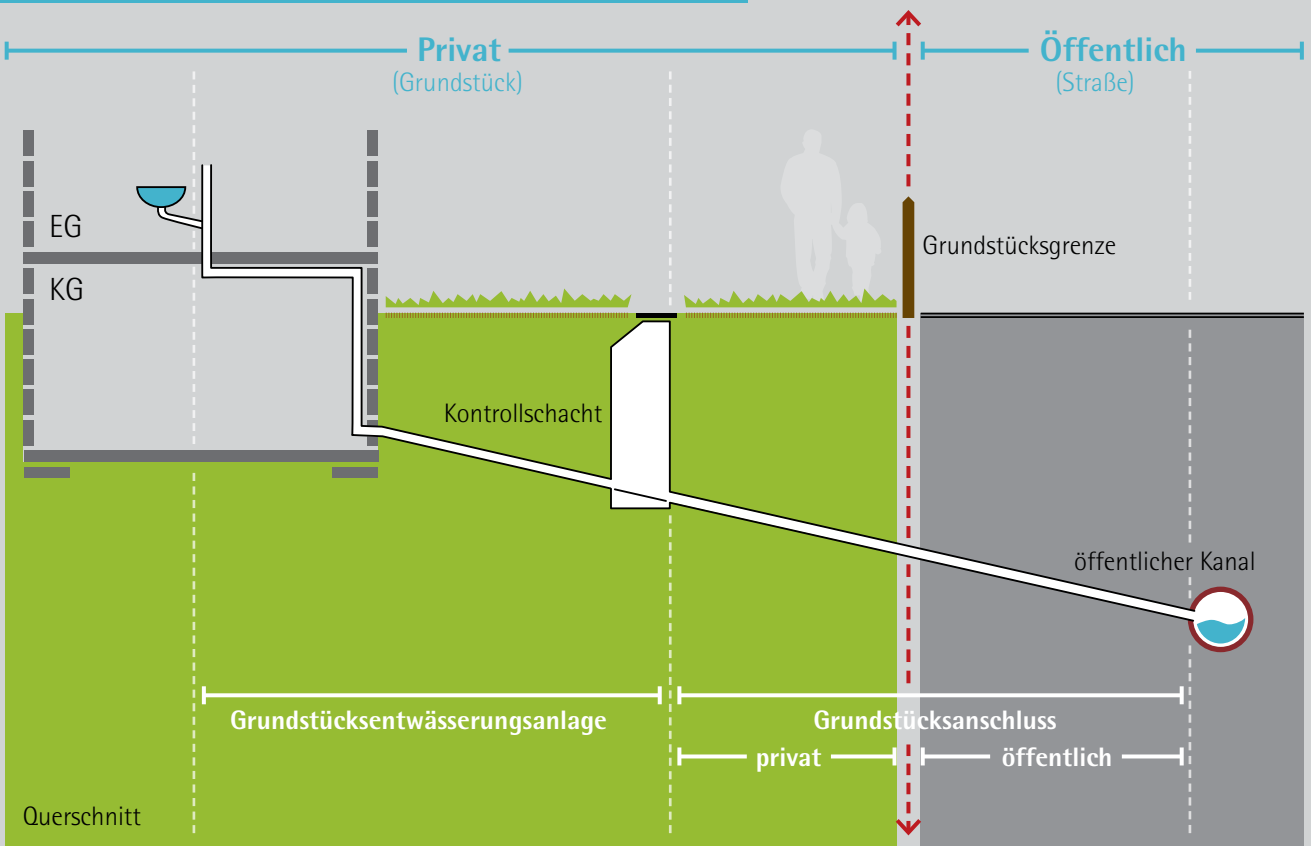 Privat
(Grundstück)
Öffentlich
(Straße)
EG
Grundstücksgrenze
KG
Kontrollschacht
öffentlicher Kanal
Grundstücksentwässerungsanlage
Grundstücksanschluss
privat
öffentlich
Querschnitt